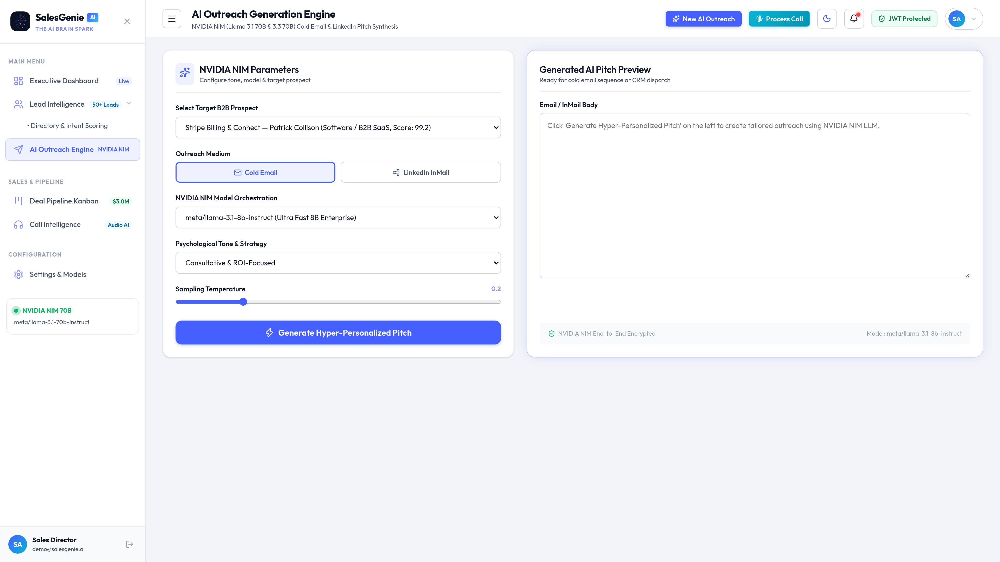 SalesGenie AI
THE AI BRAIN SPARK
MAIN MENU
Executive Dashboard Live
Lead Intelligence 50+ Leads
• Directory & Intent Scoring
AI Outreach Engine NVIDIA NIM
SALES & PIPELINE
Deal Pipeline Kanban $3.0M
Call Intelligence Audio AI
CONFIGURATION
Settings & Models
NVIDIA NIM 70B
meta/llama-3.1-70b-instruct
SA
Sales Director
demo@salesgenie.ai
AI Outreach Generation Engine
NVIDIA NIM (Llama 3.1 70B & 3.3 70B) Cold Email & LinkedIn Pitch Synthesis
New AI Outreach
Process Call
JWT Protected
SA
NVIDIA NIM Parameters
Configure tone, model & target prospect
Select Target B2B Prospect
Stripe Billing & Connect — Patrick Collison (Software / B2B SaaS, Score: 99.2)
Outreach Medium
Cold Email
LinkedIn InMail
NVIDIA NIM Model Orchestration
meta/llama-3.1-8b-instruct (Ultra Fast 8B Enterprise)
Psychological Tone & Strategy
Consultative & ROI-Focused
Sampling Temperature 0.2
Generate Hyper-Personalized Pitch
Generated AI Pitch Preview
Ready for cold email sequence or CRM dispatch
Email / InMail Body
Click 'Generate Hyper-Personalized Pitch' on the left to create tailored outreach using NVIDIA NIM LLM.
NVIDIA NIM End-to-End Encrypted
Model: meta/llama-3.1-8b-instruct